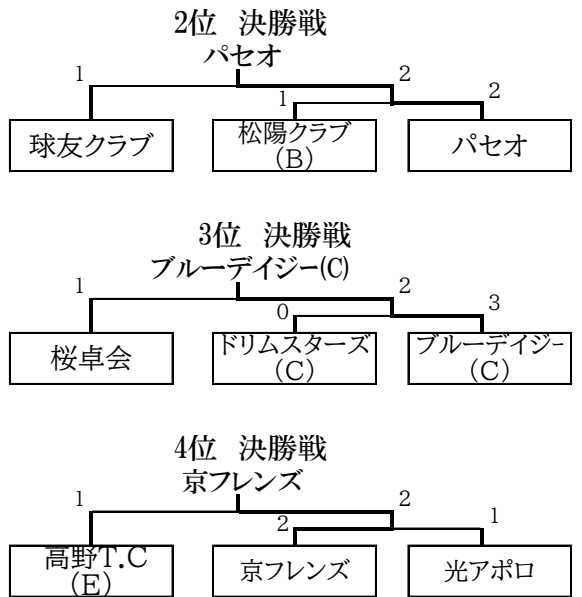 2位 決勝戦
パセオ
1 2
1 2
球友クラブ 松陽クラブ(B) パセオ
3位 決勝戦
ブルーデイジー(C)
1 2
0 3
桜卓会 ドリムスターズ(C) ブルーデイジー(C)
4位 決勝戦
京フレンズ
1 2
2 1
高野T.C(E) 京フレンズ 光アポロ